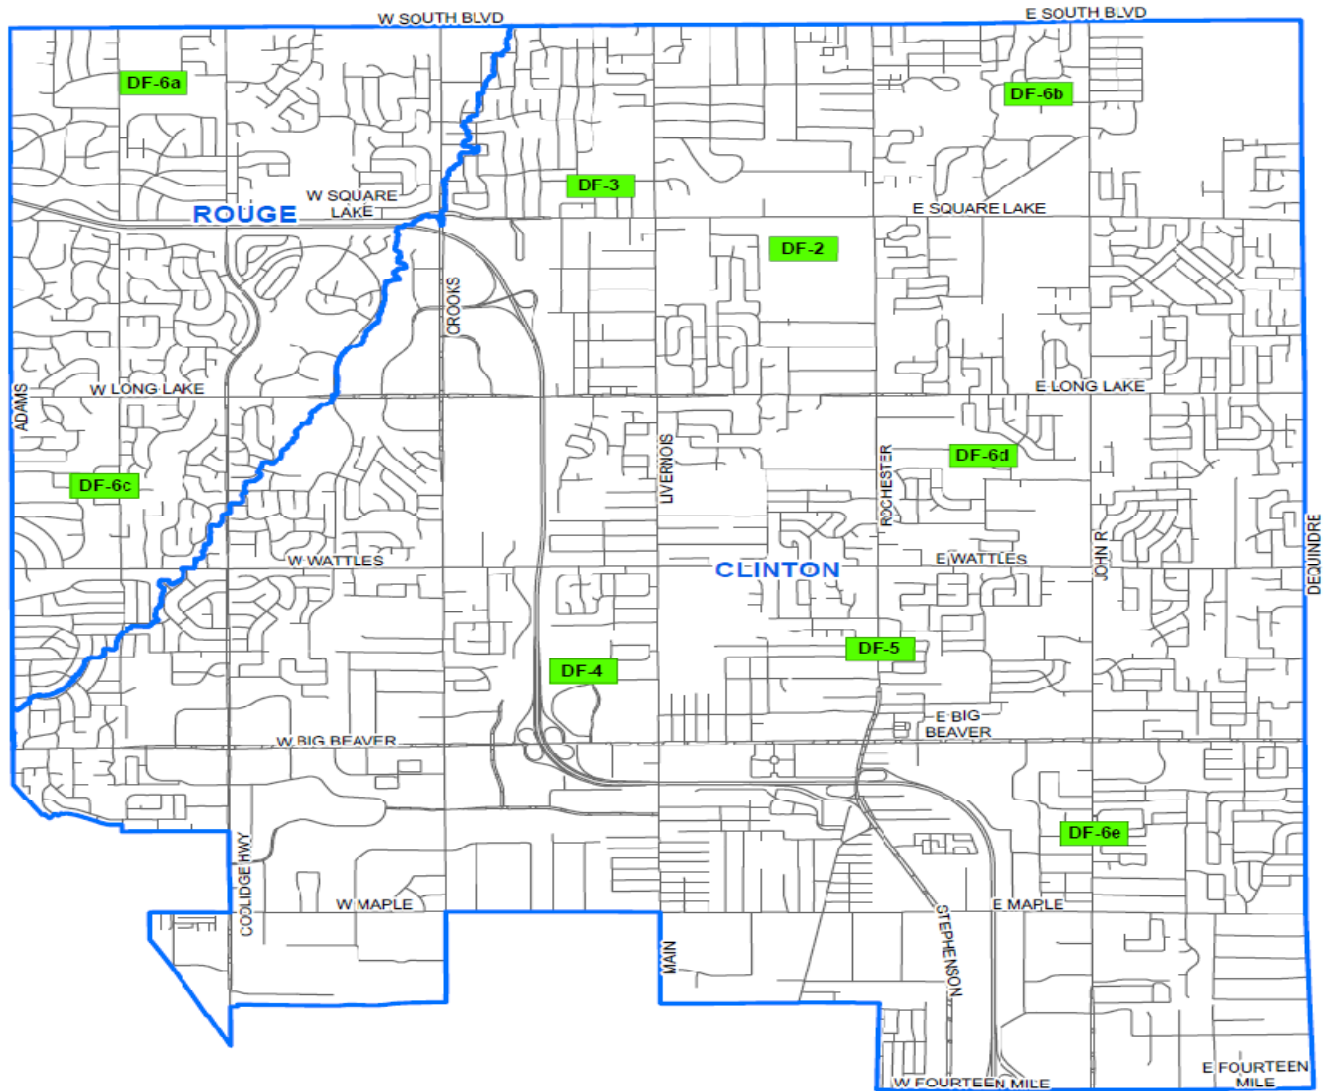 W SOUTH BLVD
E SOUTH BLVD
DF-6a
DF-6b
DF-3
W SQUARE
LAKE
ROUGE
E SQUARE LAKE
DF-2
CROOKS
ADAMS
W LONG LAKE
E LONG LAKE
LIVERNOIS
ROCHESTER
DF-6d
DF-6c
DEQUINDRE
JOHN R
W WATTLES
E WATTLES
CLINTON
DF-5
DF-4
E BIG
BEAVER
W BIG BEAVER
DF-6e
COOLIDGE HWY
W MAPLE
E MAPLE
STEPHENSON
MAIN
E FOURTEEN
MILE
W FOURTEEN MILE